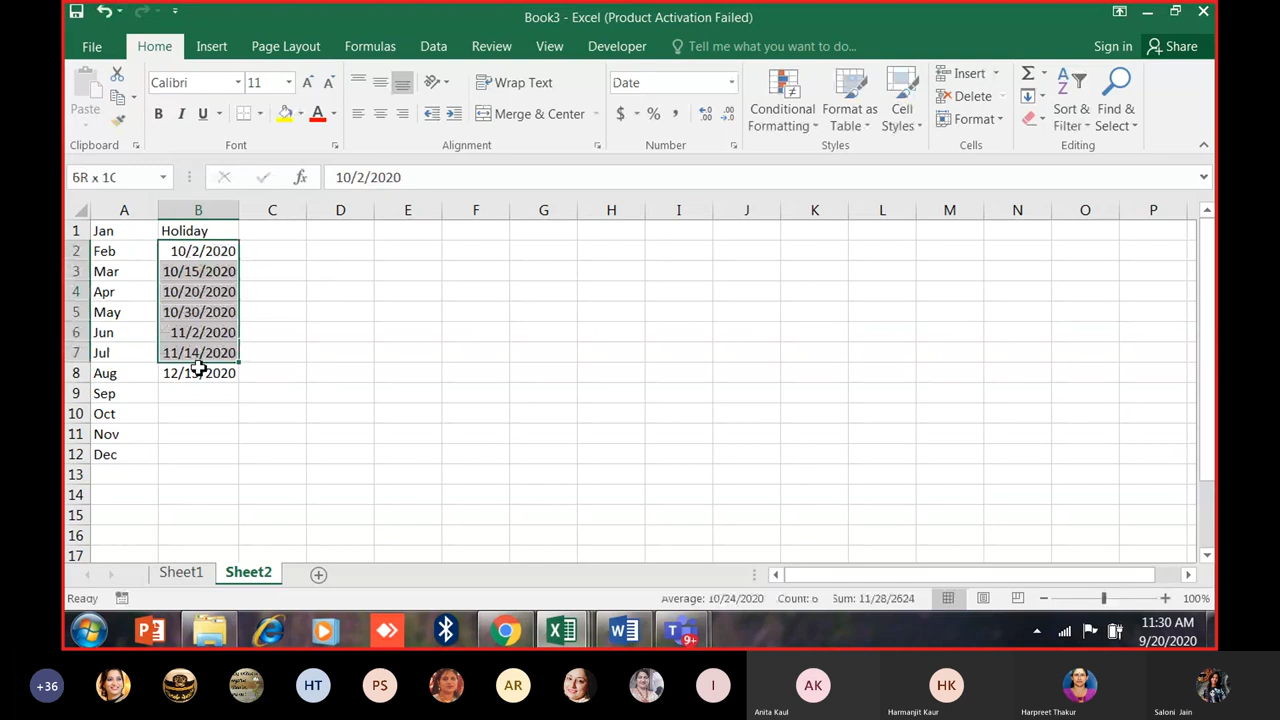 Book3 - Excel (Product Activation Failed)
File Home Insert Page Layout Formulas Data Review View Developer Tell me what you want to do... Sign in Share
Paste
Calibri 11
B I U
Wrap Text
Merge & Center
Date
$ % ,
Conditional Formatting
Format as Table
Cell Styles
Insert
Delete
Format
Sort & Filter
Find & Select
Clipboard Font Alignment Number Styles Cells Editing
6R x 1C fx 10/2/2020
A B C D E F G H I J K L M N O P
1 Jan Holiday
2 Feb 10/2/2020
3 Mar 10/15/2020
4 Apr 10/20/2020
5 May 10/30/2020
6 Jun 11/2/2020
7 Jul 11/14/2020
8 Aug
9 Sep
10 Oct
11 Nov
12 Dec
13
14
15
16
17
Sheet1 Sheet2
Ready Average: 10/24/2020 Count: 6 Sum: 11/28/2624 100%
9+
11:30 AM
9/20/2020
+36 HT PS AR I AK HK
Anita Kaul Harmanjit Kaur Harpreet Thakur Saloni Jain